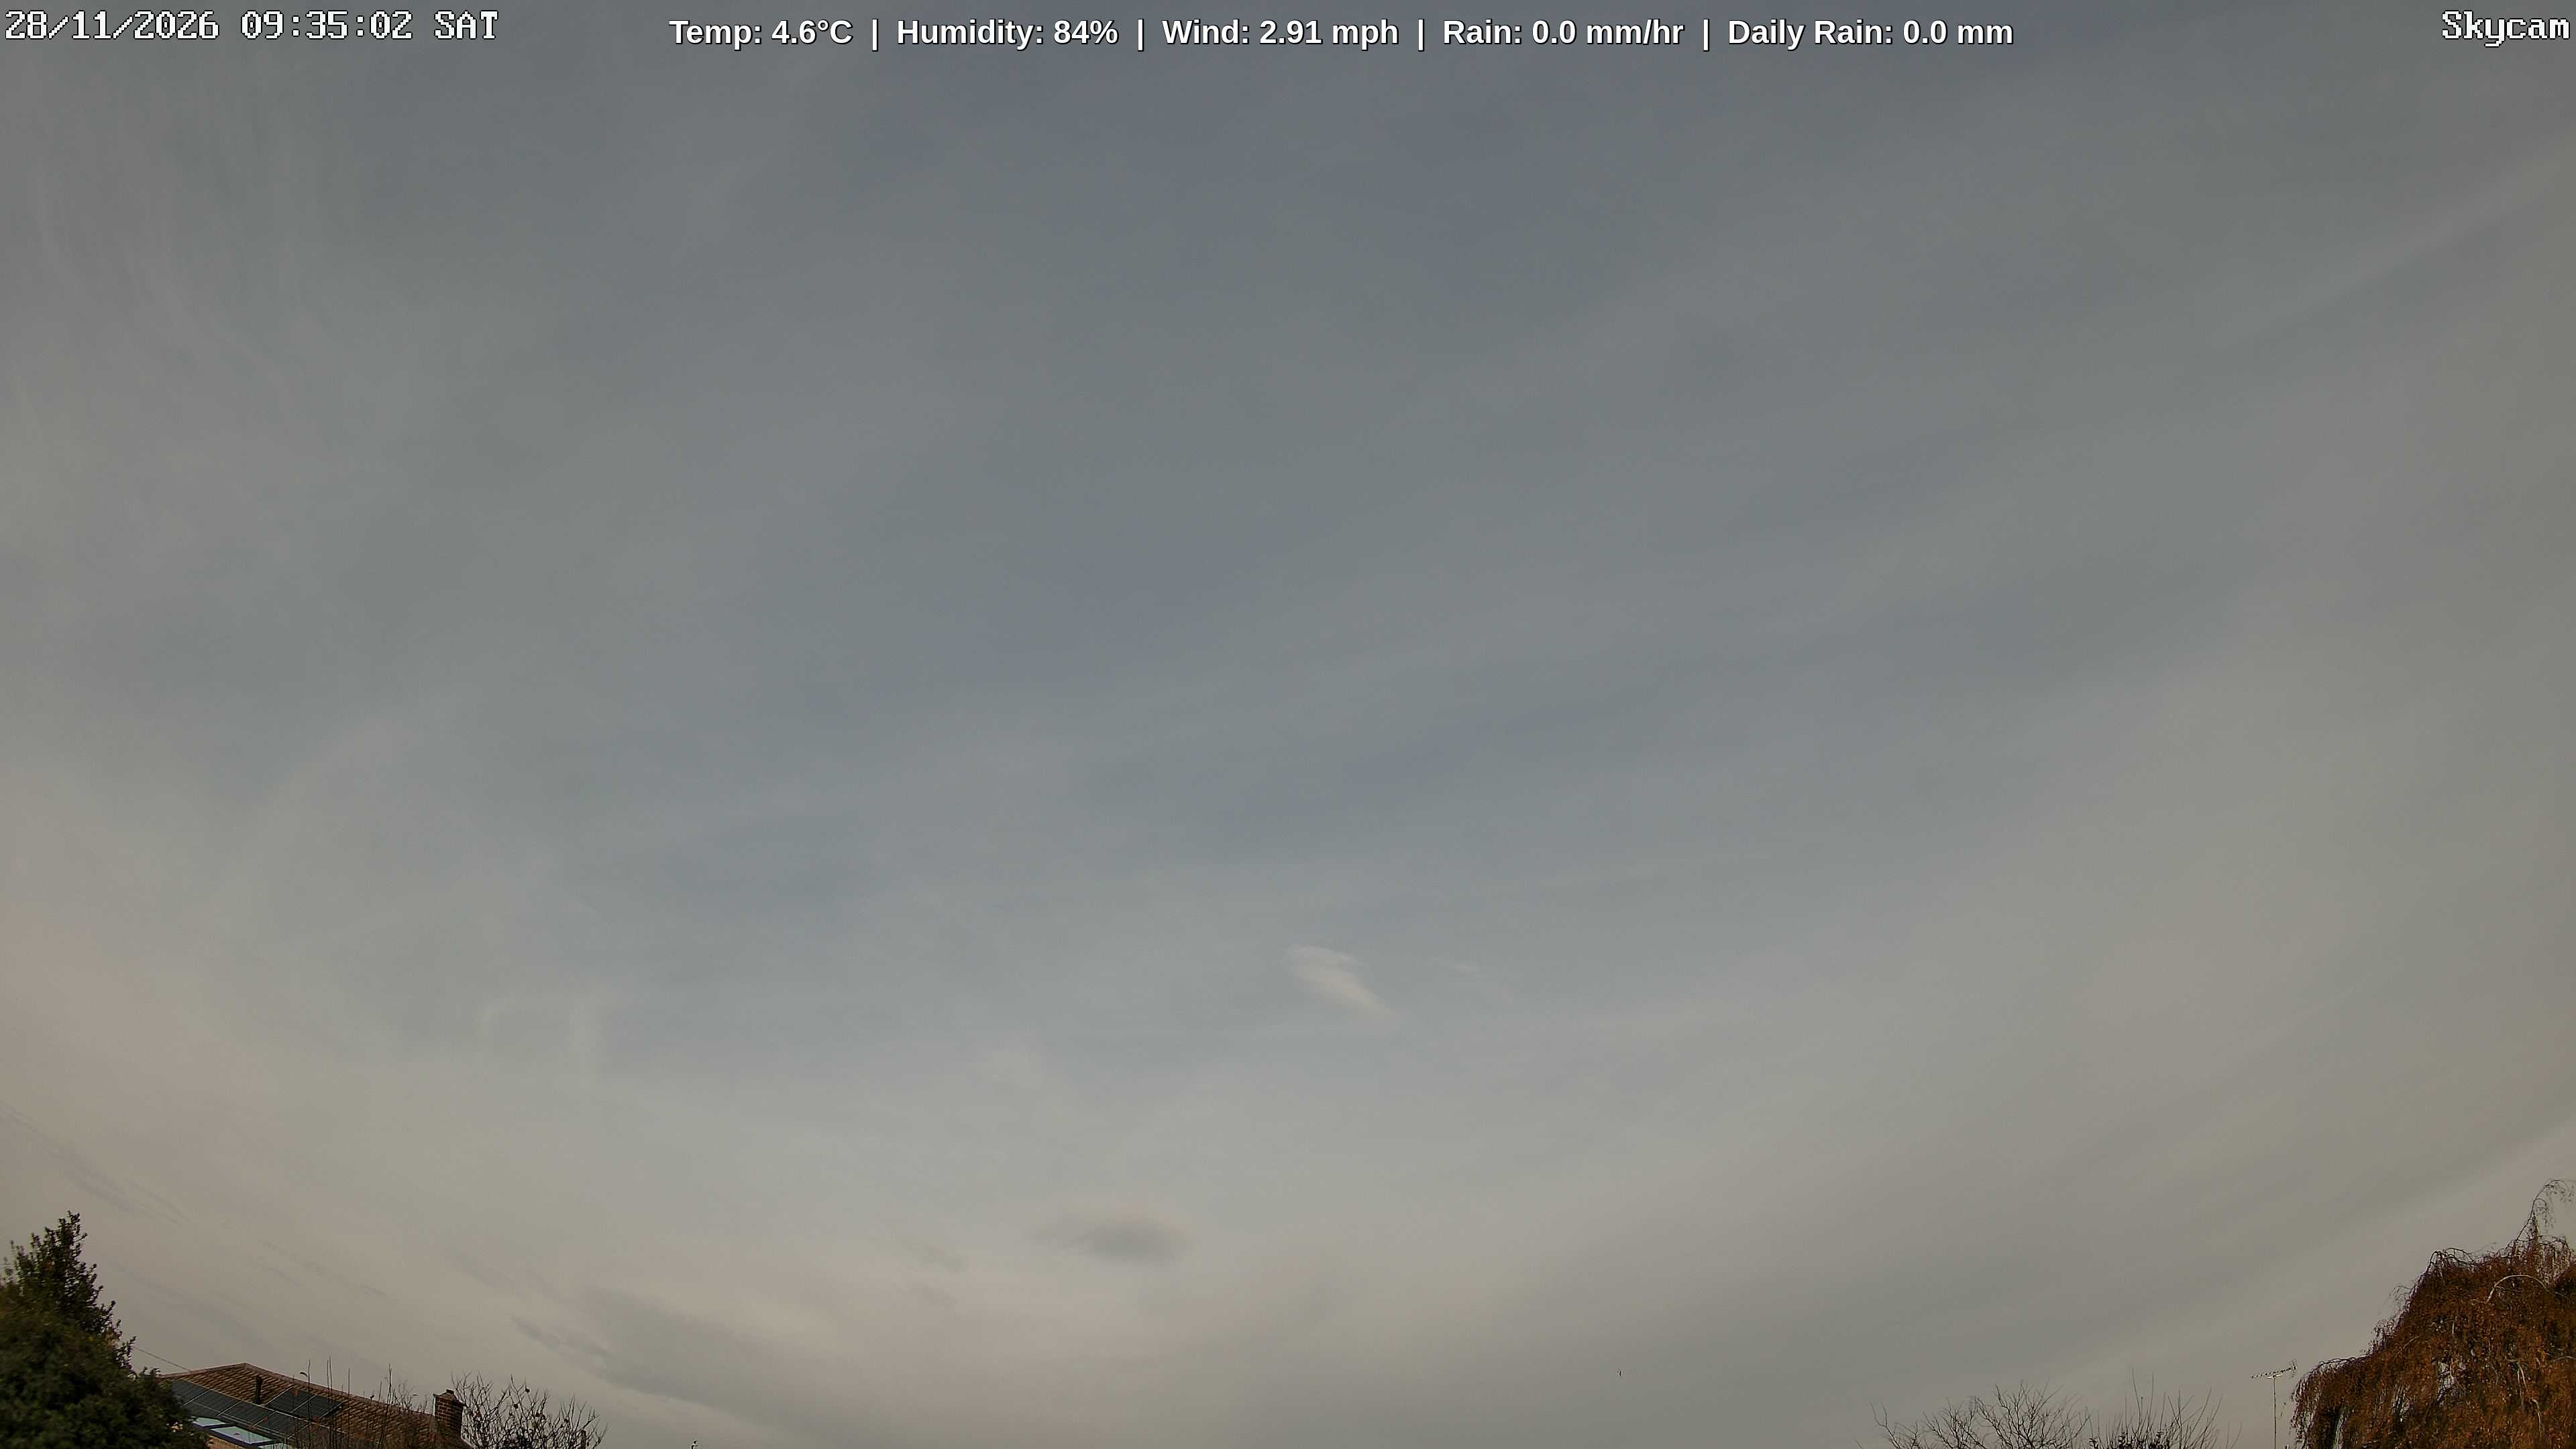 28/11/2026 09:35:02 SAT
Temp: 4.6°C | Humidity: 84% | Wind: 2.91 mph | Rain: 0.0 mm/hr | Daily Rain: 0.0 mm
Skycam